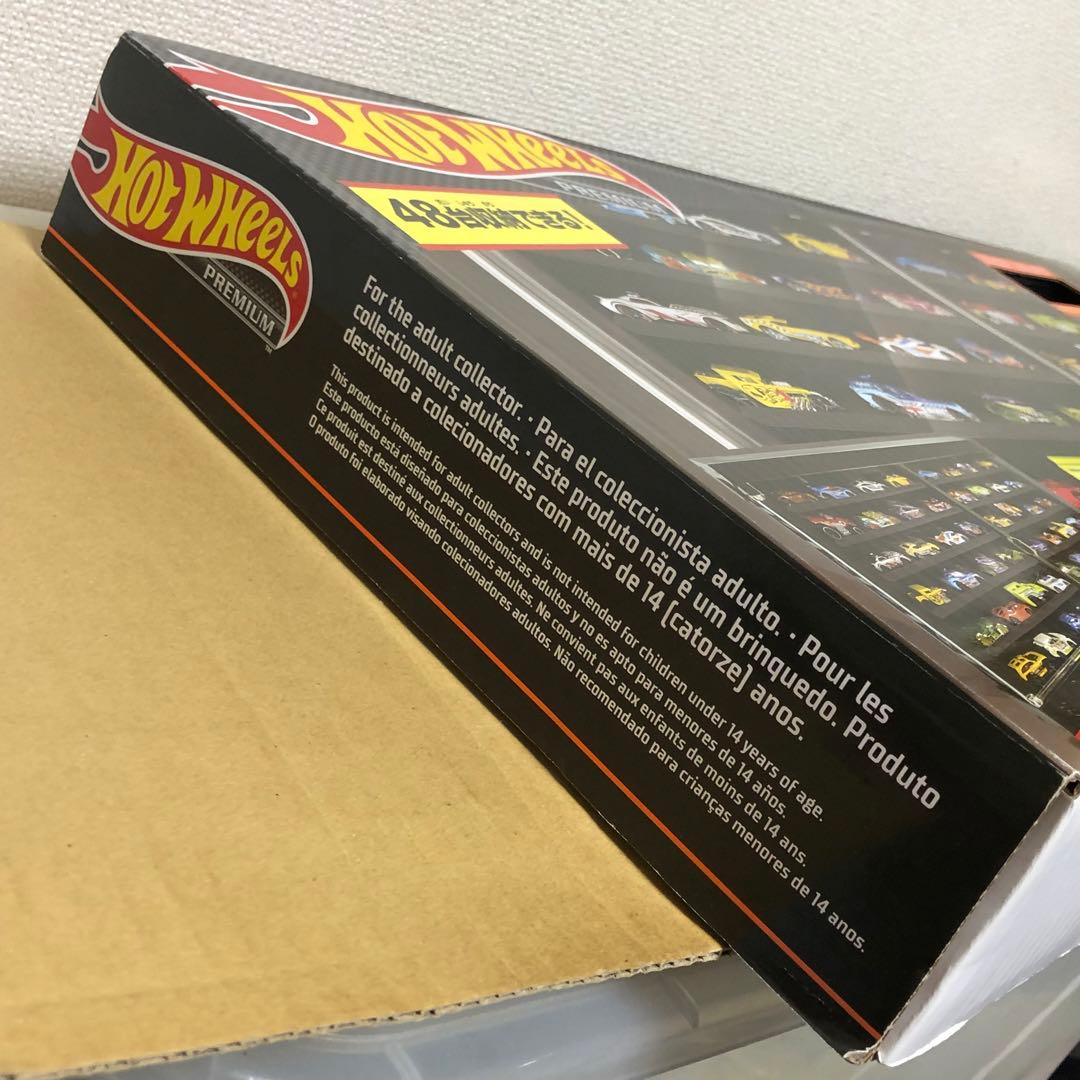 HOT WHEELS
PREMIUM
™
HOT WHEELS
PREMIUM
48台収納できる!
For the adult collector. · Para el coleccionista adulto. · Pour les
collectionneurs adultes. · Este produto não é um brinquedo. Produto
destinado a colecionadores com mais de 14 (catorze) anos.
This product is intended for adult collectors and is not intended for children under 14 years of age.
Este producto está diseñado para coleccionistas adultos y no es apto para menores de 14 años.
Ce produit est destiné aux collectionneurs adultes. Ne convient pas aux enfants de moins de 14 ans.
O produto foi elaborado visando colecionadores adultos. Não recomendado para crianças menores de 14 anos.